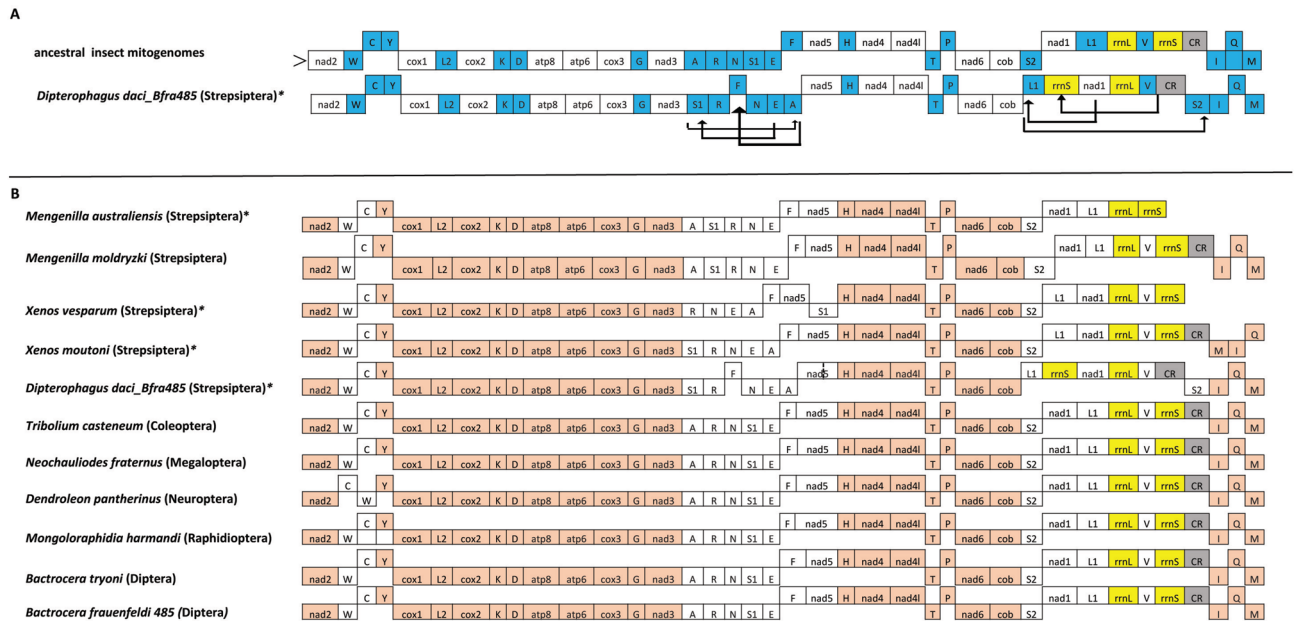 A
C Y F nad5 H nad4 nad4l P nad1 L1 rrnL V rrnS CR Q
ancestral insect mitogenomes
> nad2 W cox1 L2 cox2 K D atp8 atp6 cox3 G nad3 A R N S1 E T nad6 cob S2 I M
C Y F nad5 H nad4 nad4l P L1 rrnS nad1 rrnL V CR Q
Dipterophagus daci_Bfra485 (Strepsiptera)*
nad2 W cox1 L2 cox2 K D atp8 atp6 cox3 G nad3 S1 R N E A T nad6 cob S2 I M
B
C Y F nad5 H nad4 nad4l P nad1 L1 rrnL rrnS
Mengenilla australiensis (Strepsiptera)*
nad2 W cox1 L2 cox2 K D atp8 atp6 cox3 G nad3 A S1 R N E T nad6 cob S2
C Y F nad5 H nad4 nad4l P nad1 L1 rrnL V rrnS CR Q
Mengenilla moldryzki (Strepsiptera)
nad2 W cox1 L2 cox2 K D atp8 atp6 cox3 G nad3 A S1 R N E T nad6 cob S2 I M
C Y F nad5 H nad4 nad4l P L1 nad1 rrnL V rrnS
Xenos vesparum (Strepsiptera)*
nad2 W cox1 L2 cox2 K D atp8 atp6 cox3 G nad3 R N E A S1 T nad6 cob S2
C Y F nad5 H nad4 nad4l P L1 nad1 rrnL V rrnS CR Q
Xenos moutoni (Strepsiptera)*
nad2 W cox1 L2 cox2 K D atp8 atp6 cox3 G nad3 S1 R N E A T nad6 cob S2 M I
C Y F nad5 H nad4 nad4l P L1 rrnS nad1 rrnL V CR Q
Dipterophagus daci_Bfra485 (Strepsiptera)*
nad2 W cox1 L2 cox2 K D atp8 atp6 cox3 G nad3 S1 R N E A T nad6 cob S2 I M
C Y F nad5 H nad4 nad4l P nad1 L1 rrnL V rrnS CR Q
Tribolium casteneum (Coleoptera)
nad2 W cox1 L2 cox2 K D atp8 atp6 cox3 G nad3 A R N S1 E T nad6 cob S2 I M
C Y F nad5 H nad4 nad4l P nad1 L1 rrnL V rrnS CR Q
Neochauliodes fraternus (Megaloptera)
nad2 W cox1 L2 cox2 K D atp8 atp6 cox3 G nad3 A R N S1 E T nad6 cob S2 I M
C Y F nad5 H nad4 nad4l P nad1 L1 rrnL V rrnS CR Q
Dendroleon pantherinus (Neuroptera)
nad2 W cox1 L2 cox2 K D atp8 atp6 cox3 G nad3 A R N S1 E T nad6 cob S2 I M
C Y F nad5 H nad4 nad4l P nad1 L1 rrnL V rrnS CR Q
Mongoloraphidia harmandi (Raphidioptera)
nad2 W cox1 L2 cox2 K D atp8 atp6 cox3 G nad3 A R N S1 E T nad6 cob S2 I M
C Y F nad5 H nad4 nad4l P nad1 L1 rrnL V rrnS CR Q
Bactrocera tryoni (Diptera)
nad2 W cox1 L2 cox2 K D atp8 atp6 cox3 G nad3 A R N S1 E T nad6 cob S2 I M
C Y F nad5 H nad4 nad4l P nad1 L1 rrnL V rrnS CR Q
Bactrocera frauenfeldi 485 (Diptera)
nad2 W cox1 L2 cox2 K D atp8 atp6 cox3 G nad3 A R N S1 E T nad6 cob S2 I M